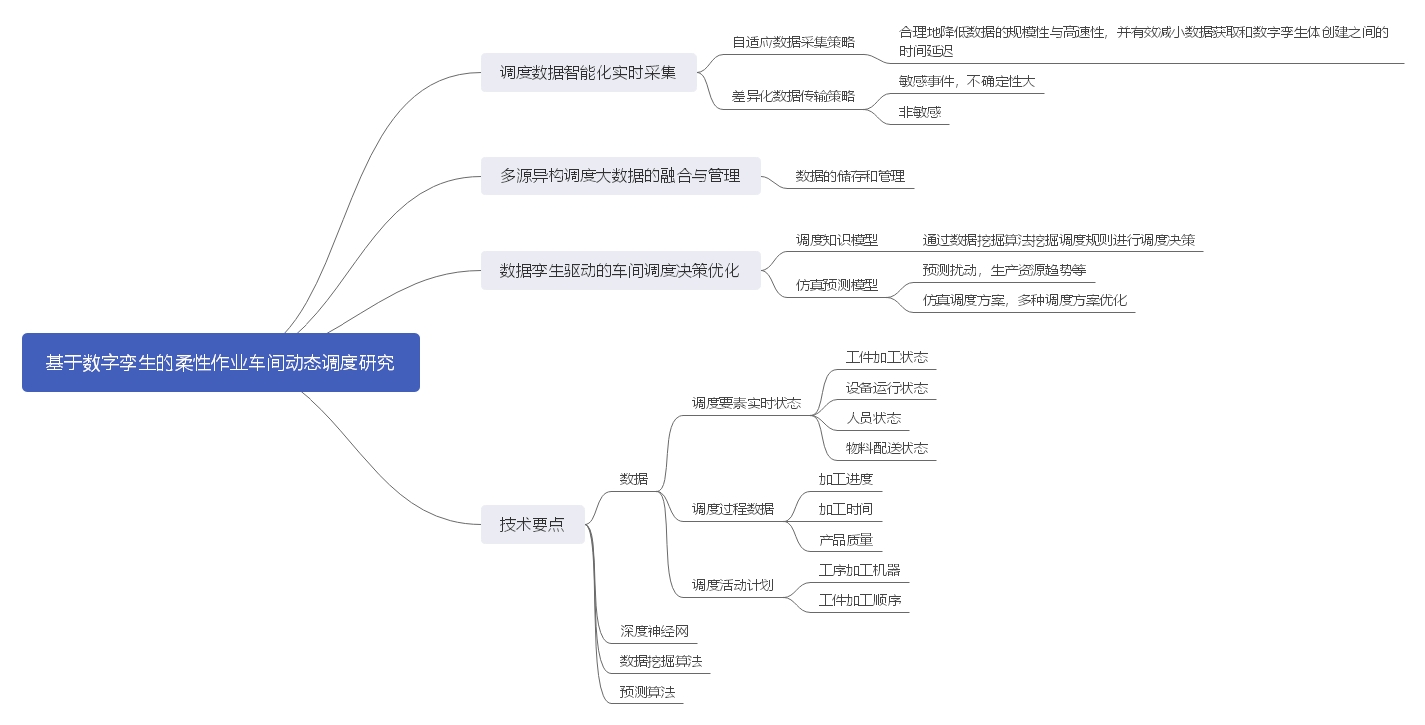 基于数字孪生的柔性作业车间动态调度研究
调度数据智能化实时采集
自适应数据采集策略
合理地降低数据的规模性与高速性，并有效减小数据获取和数字孪生体创建之间的
时间延迟
差异化数据传输策略
敏感事件，不确定性大
非敏感
多源异构调度大数据的融合与管理
数据的储存和管理
数据孪生驱动的车间调度决策优化
调度知识模型
通过数据挖掘算法挖掘调度规则进行调度决策
仿真预测模型
预测扰动，生产资源趋势等
仿真调度方案，多种调度方案优化
技术要点
数据
调度要素实时状态
工件加工状态
设备运行状态
人员状态
物料配送状态
调度过程数据
加工进度
加工时间
产品质量
调度活动计划
工序加工机器
工件加工顺序
深度神经网
数据挖掘算法
预测算法